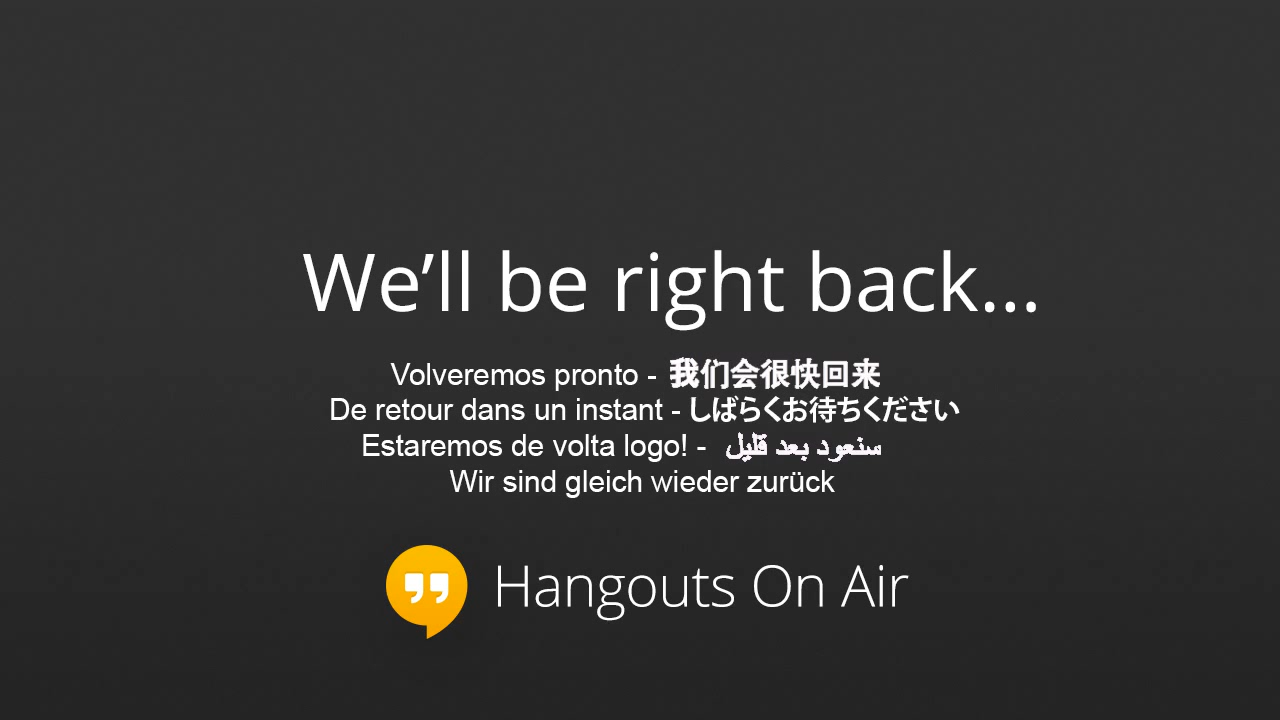 We’ll be right back...
Volveremos pronto - 我们会很快回来
De retour dans un instant - しばらくお待ちください
Estaremos de volta logo! - سنعود بعد قليل
Wir sind gleich wieder zurück
Hangouts On Air